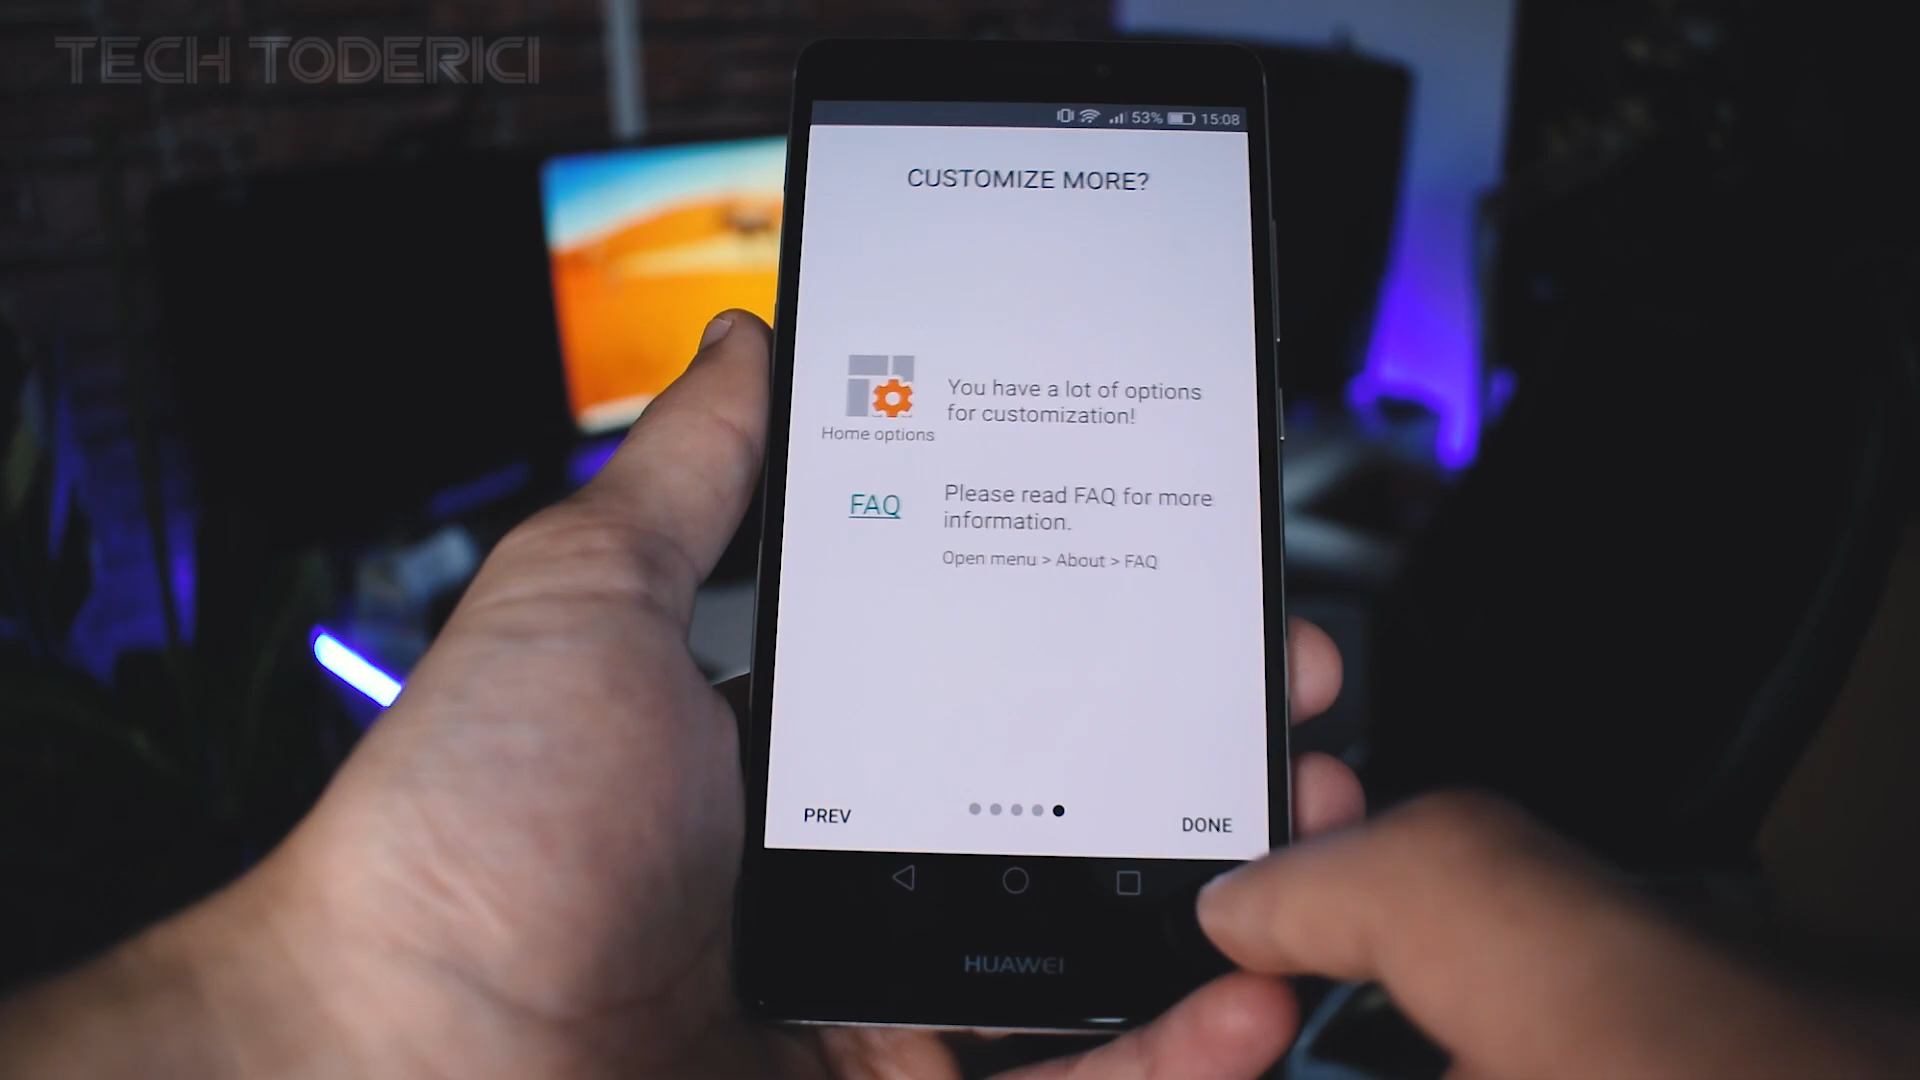 TECH TODERICI
53% 15:08
CUSTOMIZE MORE?
You have a lot of options
for customization!
Home options
FAQ
Please read FAQ for more
information.
Open menu > About > FAQ
PREV
DONE
HUAWEI